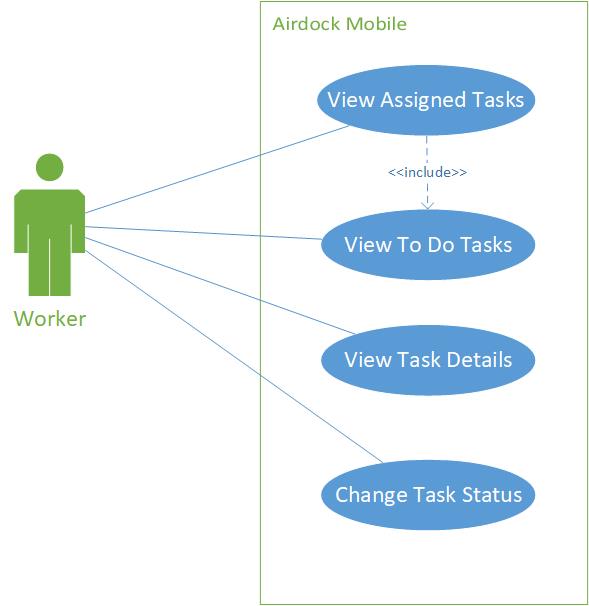 Airdock Mobile
View Assigned Tasks
<<include>>
View To Do Tasks
Worker
View Task Details
Change Task Status